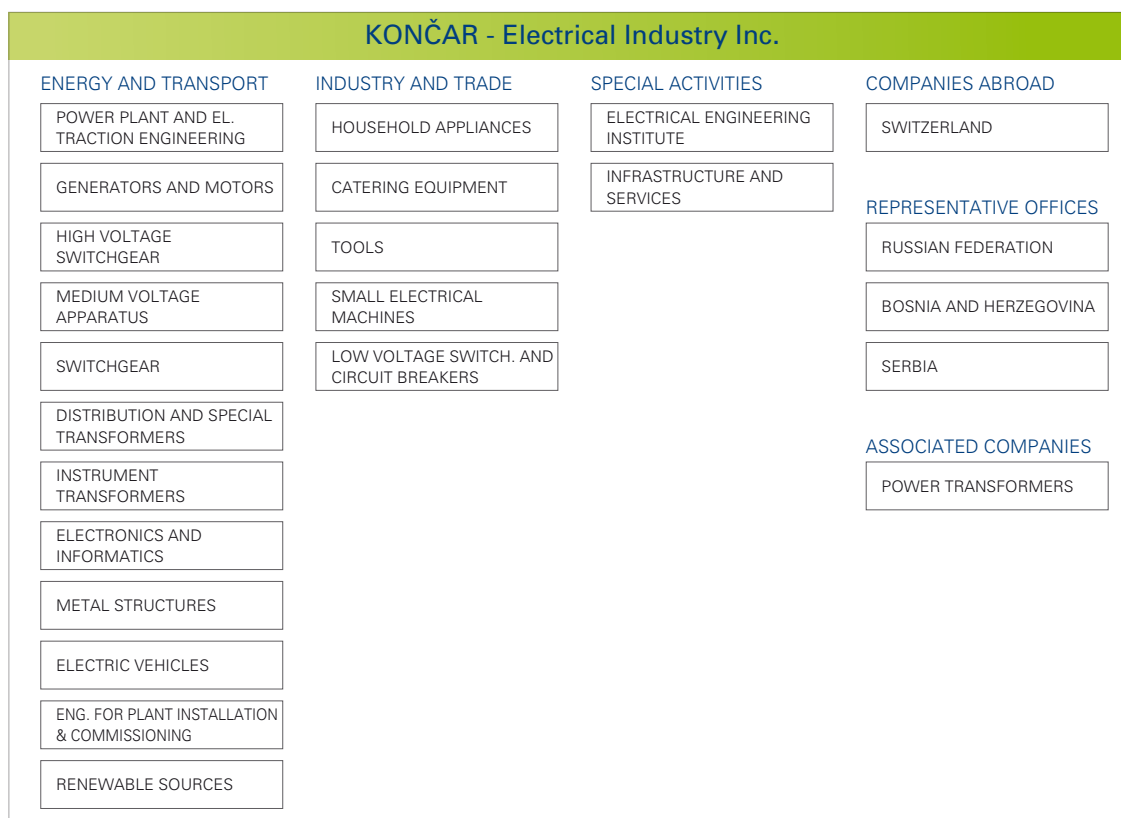 KONČAR - Electrical Industry Inc.
ENERGY AND TRANSPORT
POWER PLANT AND EL.
TRACTION ENGINEERING
GENERATORS AND MOTORS
HIGH VOLTAGE
SWITCHGEAR
MEDIUM VOLTAGE
APPARATUS
SWITCHGEAR
DISTRIBUTION AND SPECIAL
TRANSFORMERS
INSTRUMENT
TRANSFORMERS
ELECTRONICS AND
INFORMATICS
METAL STRUCTURES
ELECTRIC VEHICLES
ENG. FOR PLANT INSTALLATION
& COMMISSIONING
RENEWABLE SOURCES
INDUSTRY AND TRADE
HOUSEHOLD APPLIANCES
CATERING EQUIPMENT
TOOLS
SMALL ELECTRICAL
MACHINES
LOW VOLTAGE SWITCH. AND
CIRCUIT BREAKERS
SPECIAL ACTIVITIES
ELECTRICAL ENGINEERING
INSTITUTE
INFRASTRUCTURE AND
SERVICES
COMPANIES ABROAD
SWITZERLAND
REPRESENTATIVE OFFICES
RUSSIAN FEDERATION
BOSNIA AND HERZEGOVINA
SERBIA
ASSOCIATED COMPANIES
POWER TRANSFORMERS